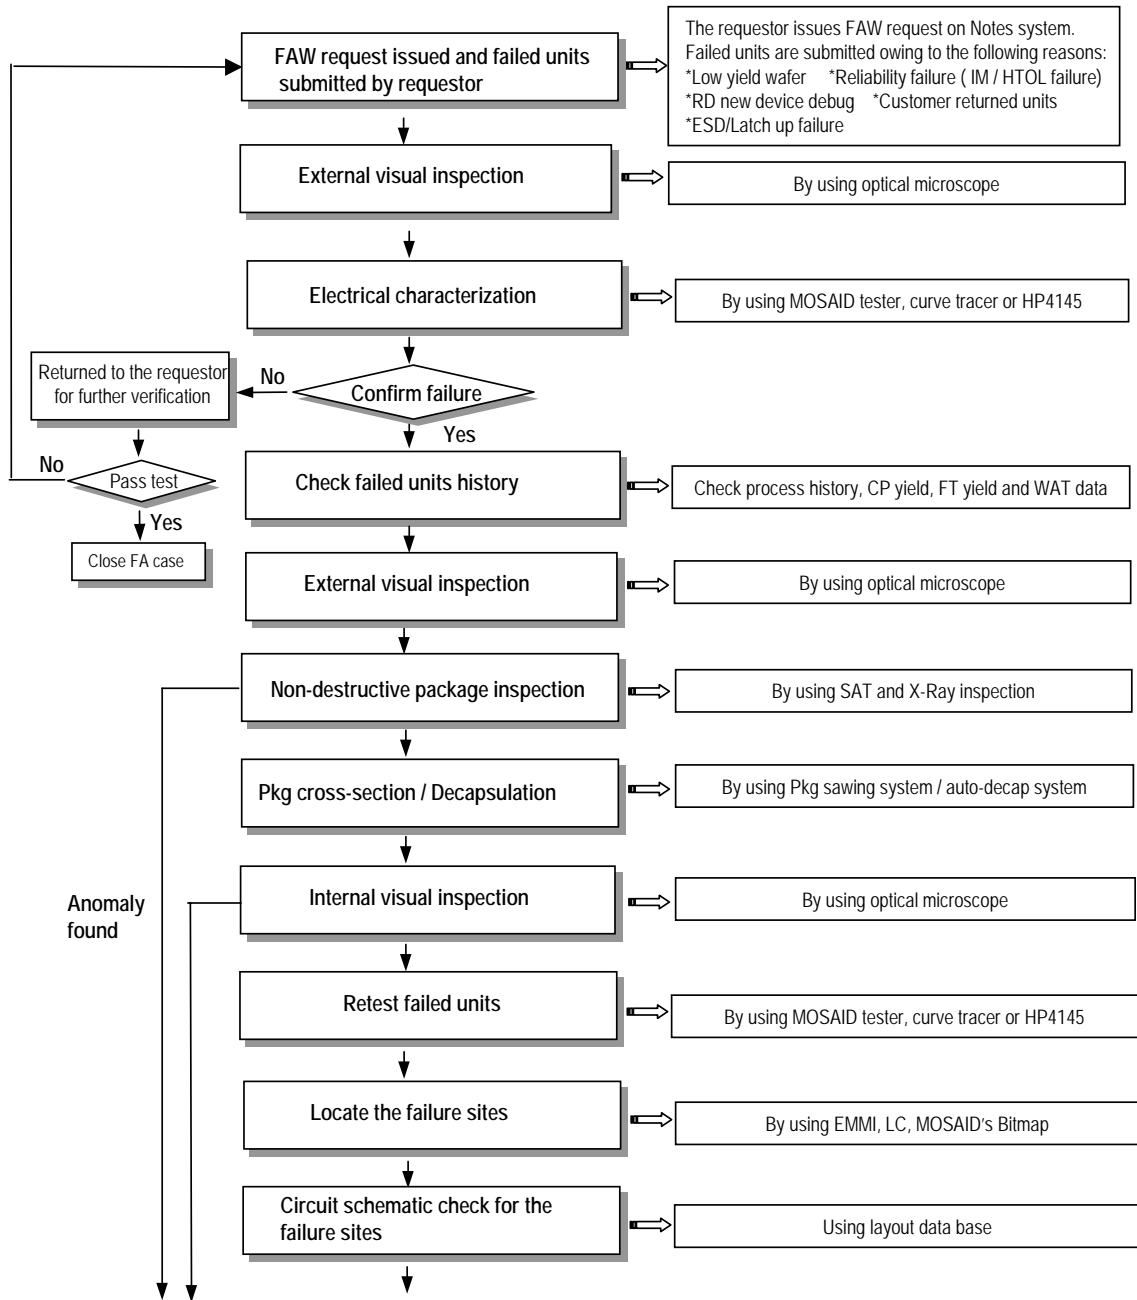 FAW request issued and failed units
submitted by requestor
The requestor issues FAW request on Notes system.
Failed units are submitted owing to the following reasons:
*Low yield wafer *Reliability failure ( IM / HTOL failure)
*RD new device debug *Customer returned units
*ESD/Latch up failure
External visual inspection
By using optical microscope
Electrical characterization
By using MOSAID tester, curve tracer or HP4145
Returned to the requestor
for further verification
No
Confirm failure
Yes
No
Pass test
Yes
Close FA case
Check failed units history
Check process history, CP yield, FT yield and WAT data
External visual inspection
By using optical microscope
Non-destructive package inspection
By using SAT and X-Ray inspection
Pkg cross-section / Decapsulation
By using Pkg sawing system / auto-decap system
Anomaly
found
Internal visual inspection
By using optical microscope
Retest failed units
By using MOSAID tester, curve tracer or HP4145
Locate the failure sites
By using EMMI, LC, MOSAID's Bitmap
Circuit schematic check for the
failure sites
Using layout data base